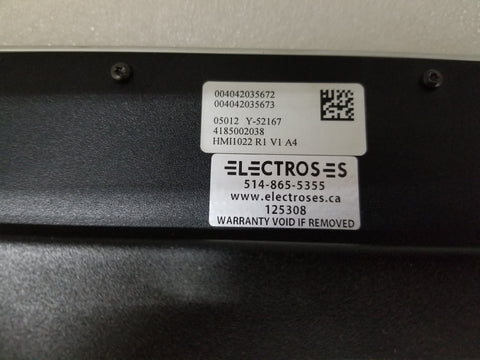 004042035672
004042035673
05012 Y-52167
4185002038
HMI1022 R1 V1 A4
ELECTROSES
514-865-5355
www.electroses.ca
125308
WARRANTY VOID IF REMOVED